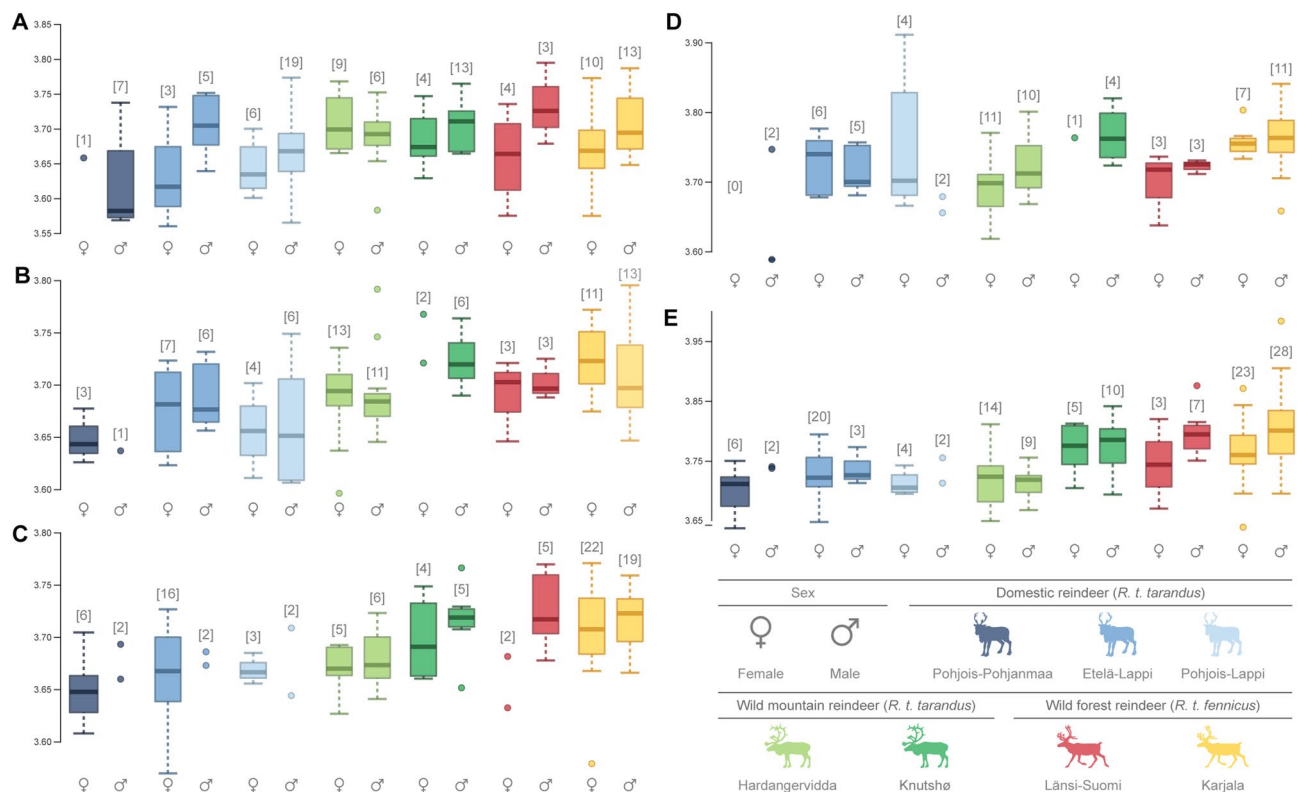 A
3.85
3.80
3.75
3.70
3.65
3.60
3.55
[1] [7] [3] [5] [6] [19] [9] [6] [4] [13] [4] [3] [10] [13]
♀ ♂ ♀ ♂ ♀ ♂ ♀ ♂ ♀ ♂ ♀ ♂ ♀ ♂
B
3.80
3.75
3.70
3.65
3.60
[3] [1] [7] [6] [4] [6] [13] [11] [2] [6] [3] [3] [11] [13]
♀ ♂ ♀ ♂ ♀ ♂ ♀ ♂ ♀ ♂ ♀ ♂ ♀ ♂
C
3.80
3.75
3.70
3.65
3.60
[6] [2] [16] [2] [3] [2] [5] [6] [4] [5] [2] [5] [22] [19]
♀ ♂ ♀ ♂ ♀ ♂ ♀ ♂ ♀ ♂ ♀ ♂ ♀ ♂
D
3.90
3.80
3.70
3.60
[0] [2] [6] [5] [4] [2] [11] [10] [1] [4] [3] [3] [7] [11]
♀ ♂ ♀ ♂ ♀ ♂ ♀ ♂ ♀ ♂ ♀ ♂ ♀ ♂
E
3.95
3.85
3.75
3.65
[6] [2] [20] [3] [4] [2] [14] [9] [5] [10] [3] [7] [23] [28]
♀ ♂ ♀ ♂ ♀ ♂ ♀ ♂ ♀ ♂ ♀ ♂ ♀ ♂
Sex
Domestic reindeer (R. t. tarandus)
♀ ♂
Female Male Pohjois-Pohjanmaa Etelä-Lappi Pohjois-Lappi
Wild mountain reindeer (R. t. tarandus) Wild forest reindeer (R. t. fennicus)
Hardangervidda Knutshø Länsi-Suomi Karjala